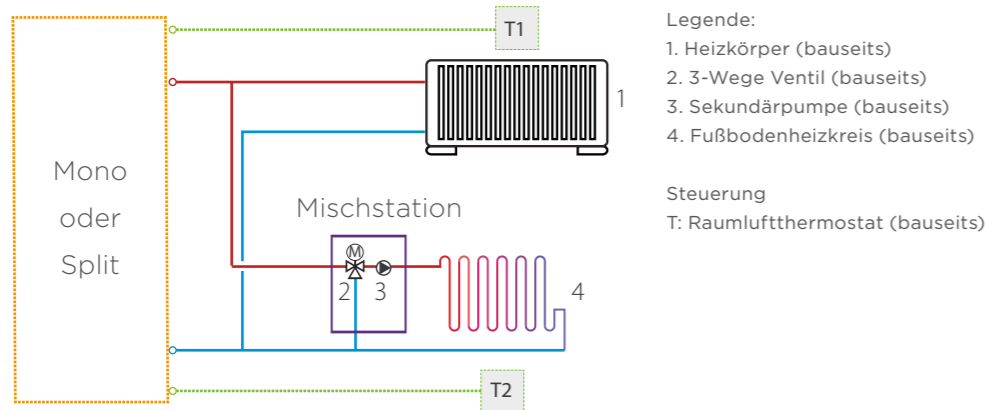 T1
1
Mono
oder
Split
Mischstation
M
2
3
4
T2
Legende:
1. Heizkörper (bauseits)
2. 3-Wege Ventil (bauseits)
3. Sekundärpumpe (bauseits)
4. Fußbodenheizkreis (bauseits)
Steuerung
T: Raumluftthermostat (bauseits)